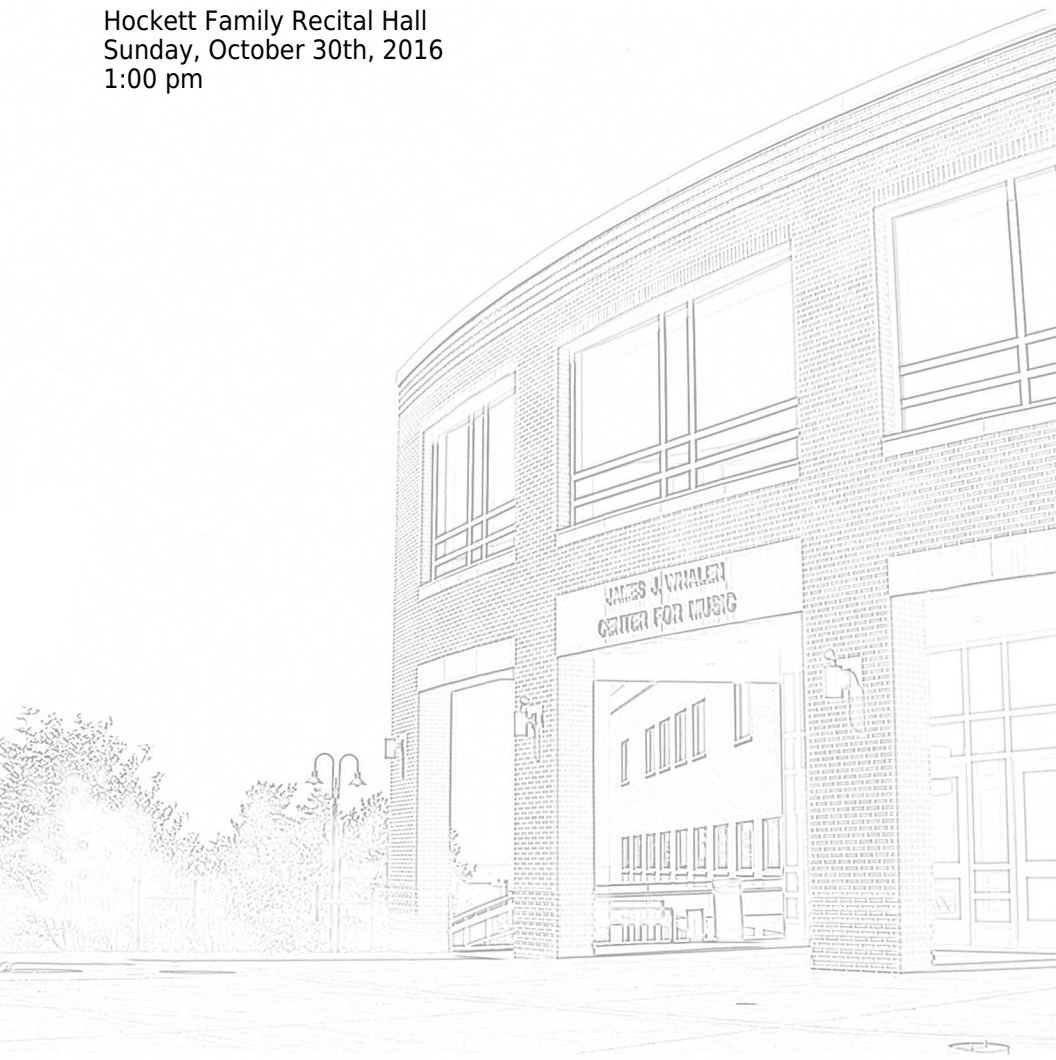 Hockett Family Recital Hall
Sunday, October 30th, 2016
1:00 pm
JAMES J. WHALEN
CENTER FOR MUSIC